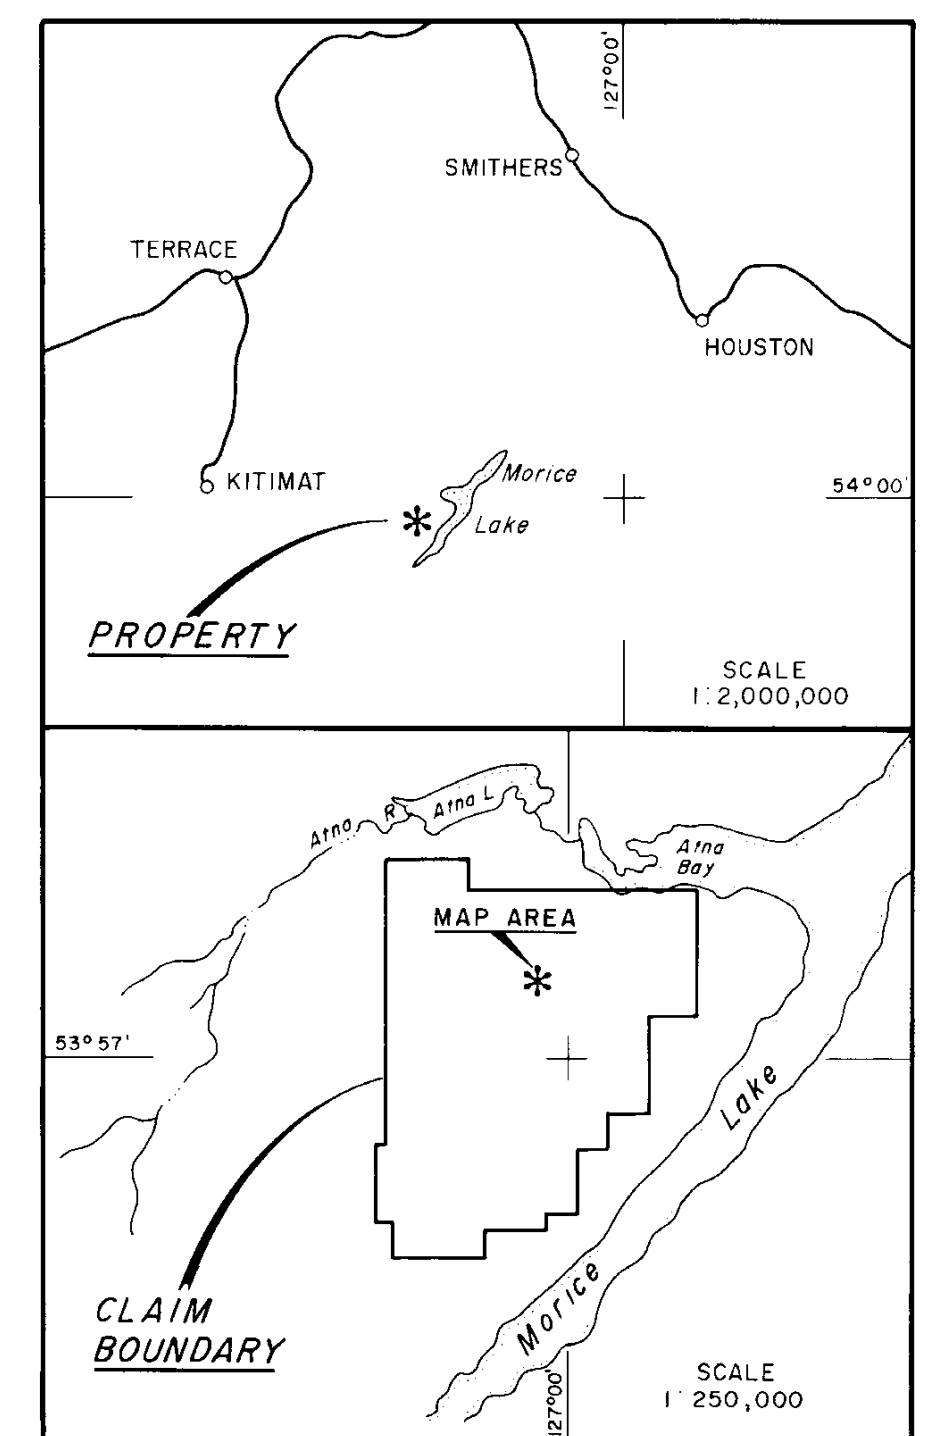 127°00'
SMITHERS
TERRACE
HOUSTON
KITIMAT
Morice
Lake
54°00'
PROPERTY
SCALE
1:2,000,000
Atna R
Atna L
Atna
Bay
MAP AREA
53°57'
Morice Lake
CLAIM
BOUNDARY
127°00'
SCALE
1:250,000